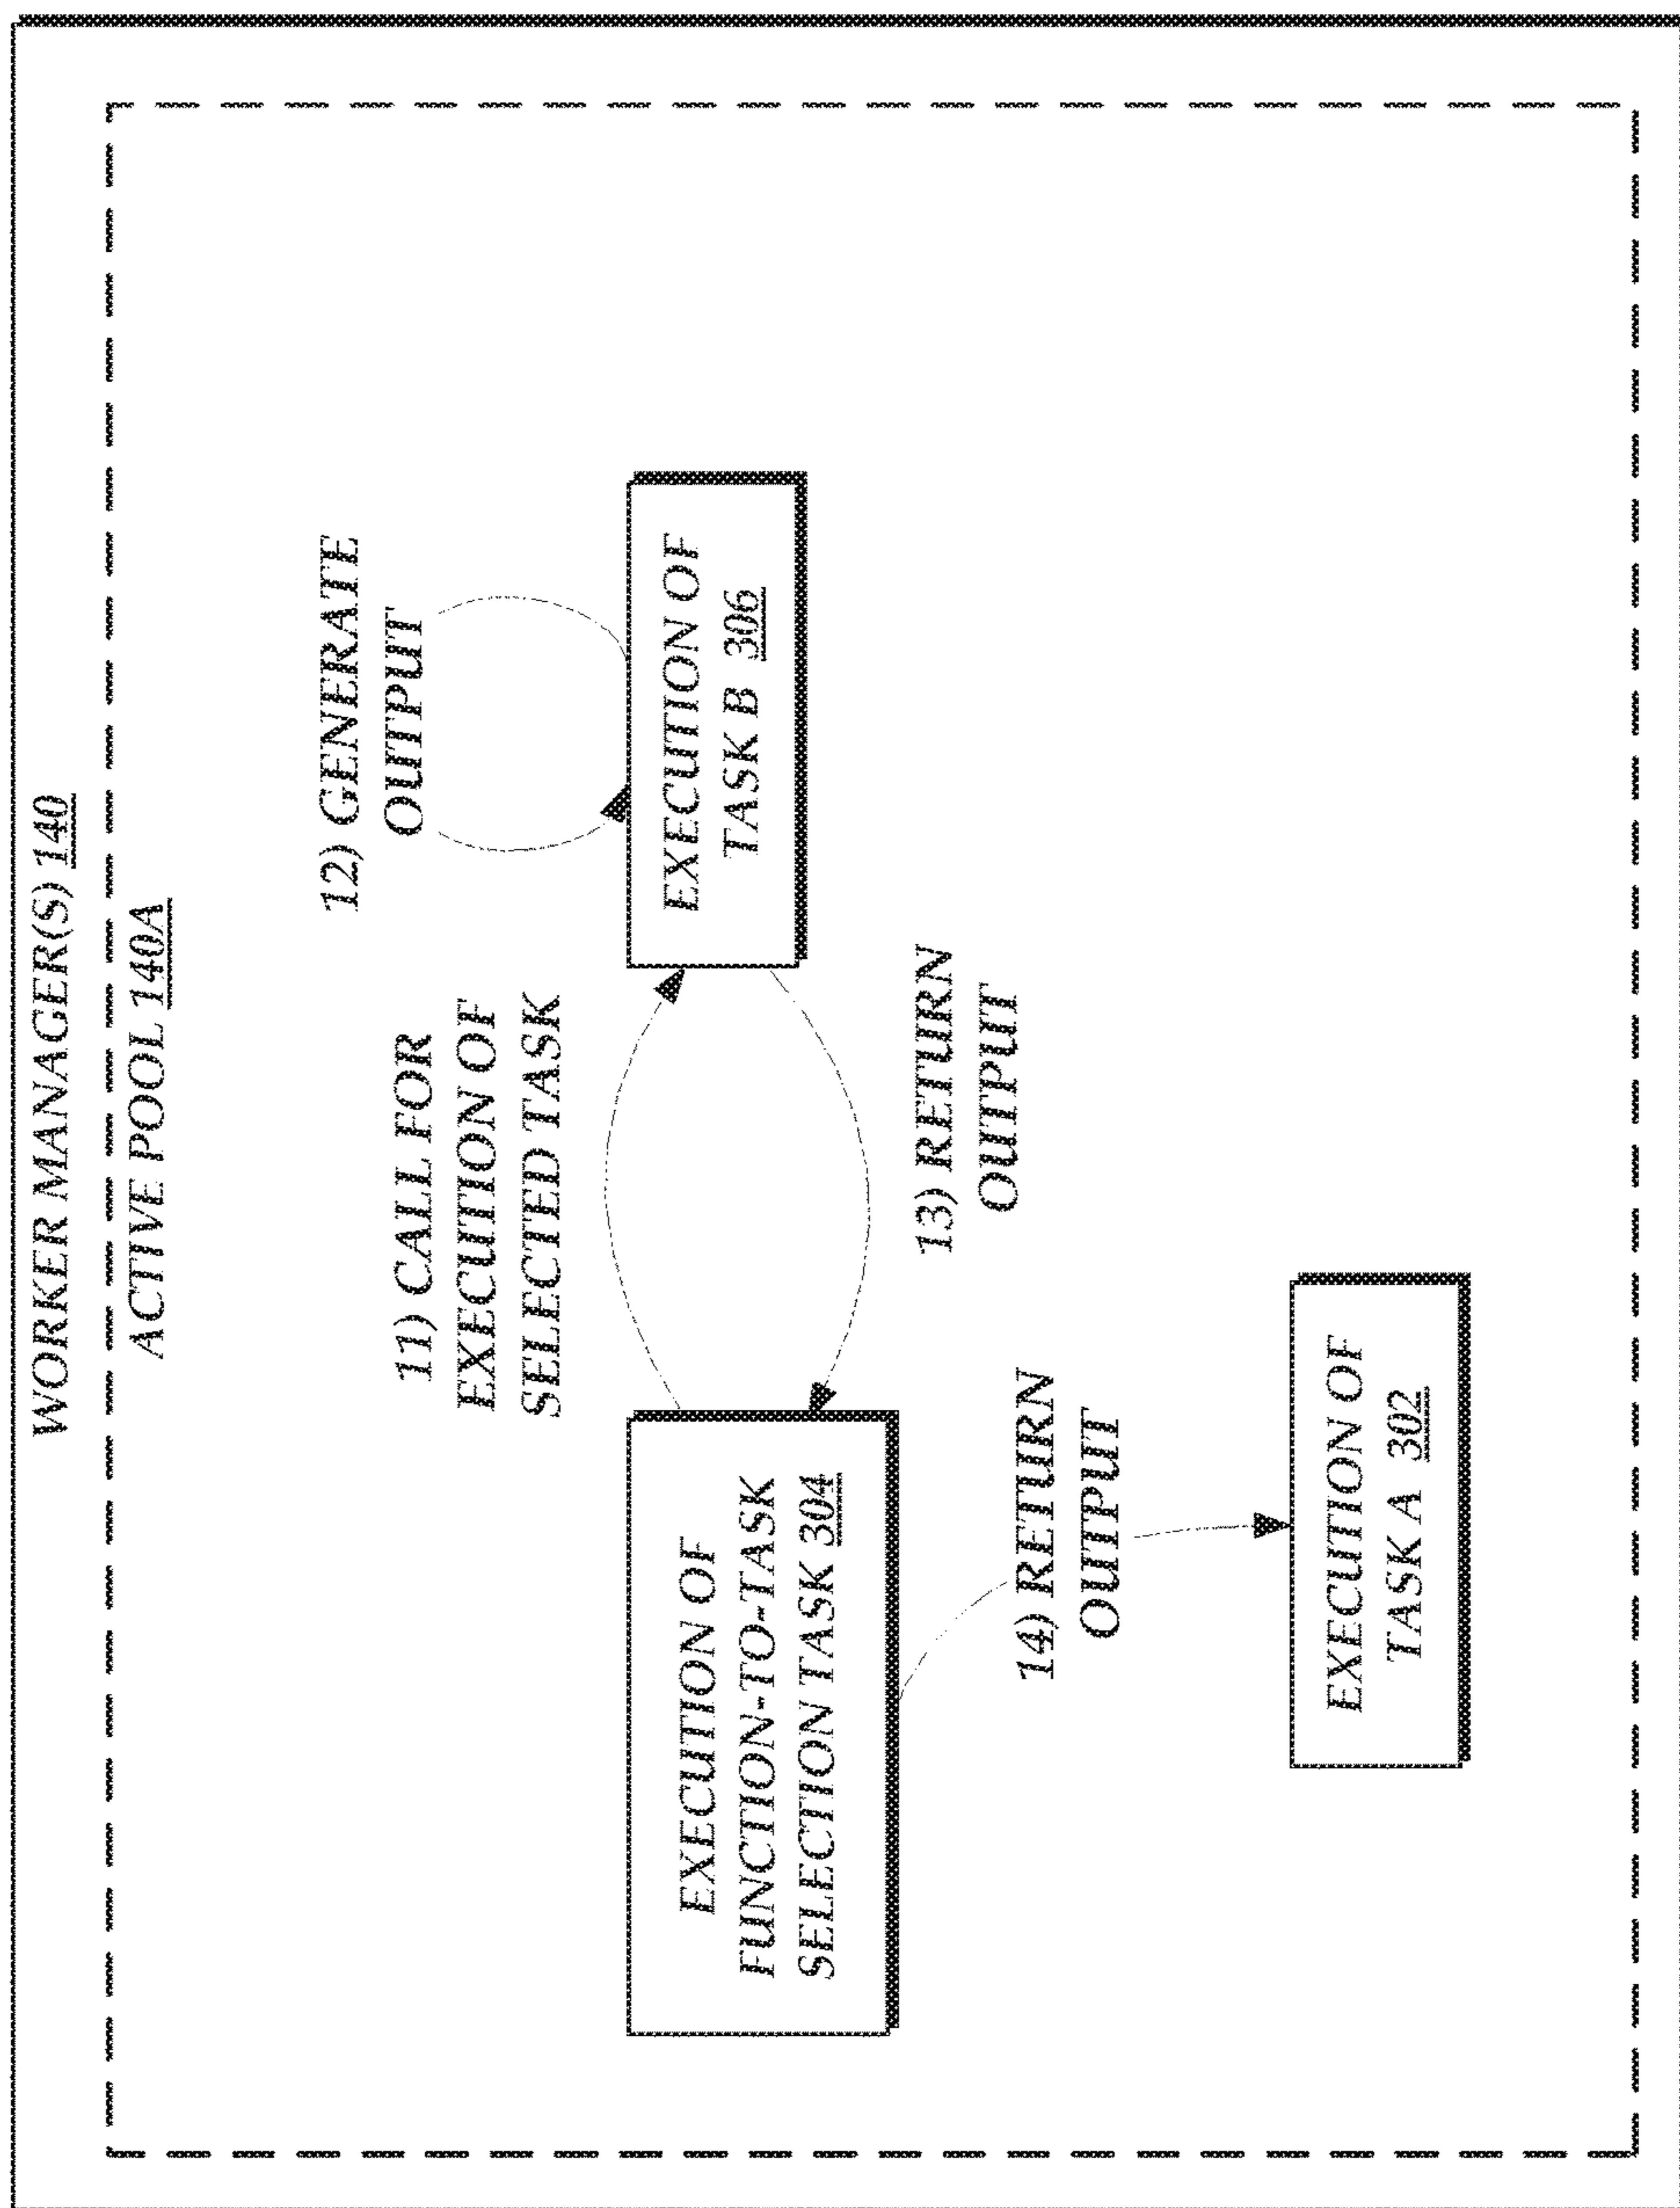 WORKER MANAGER(S) 140
ACTIVE POOL 140A
12) GENERATE
OUTPUT
11) CALL FOR
EXECUTION OF
SELECTED TASK
EXECUTION OF
FUNCTION-TO-TASK
SELECTION TASK 304
EXECUTION OF
TASK B 306
13) RETURN
OUTPUT
14) RETURN
OUTPUT
EXECUTION OF
TASK A 302